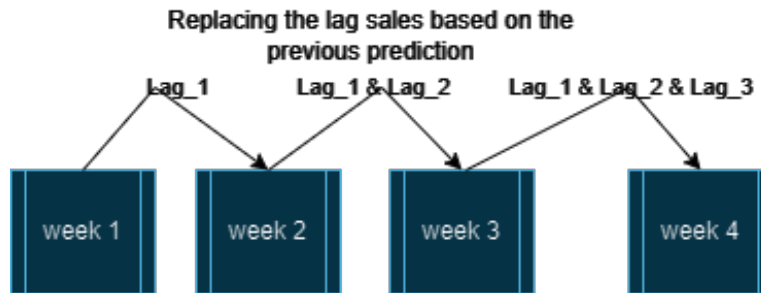 Replacing the lag sales based on the
previous prediction
Lag_1
Lag_1 & Lag_2
Lag_1 & Lag_2 & Lag_3
week 1
week 2
week 3
week 4